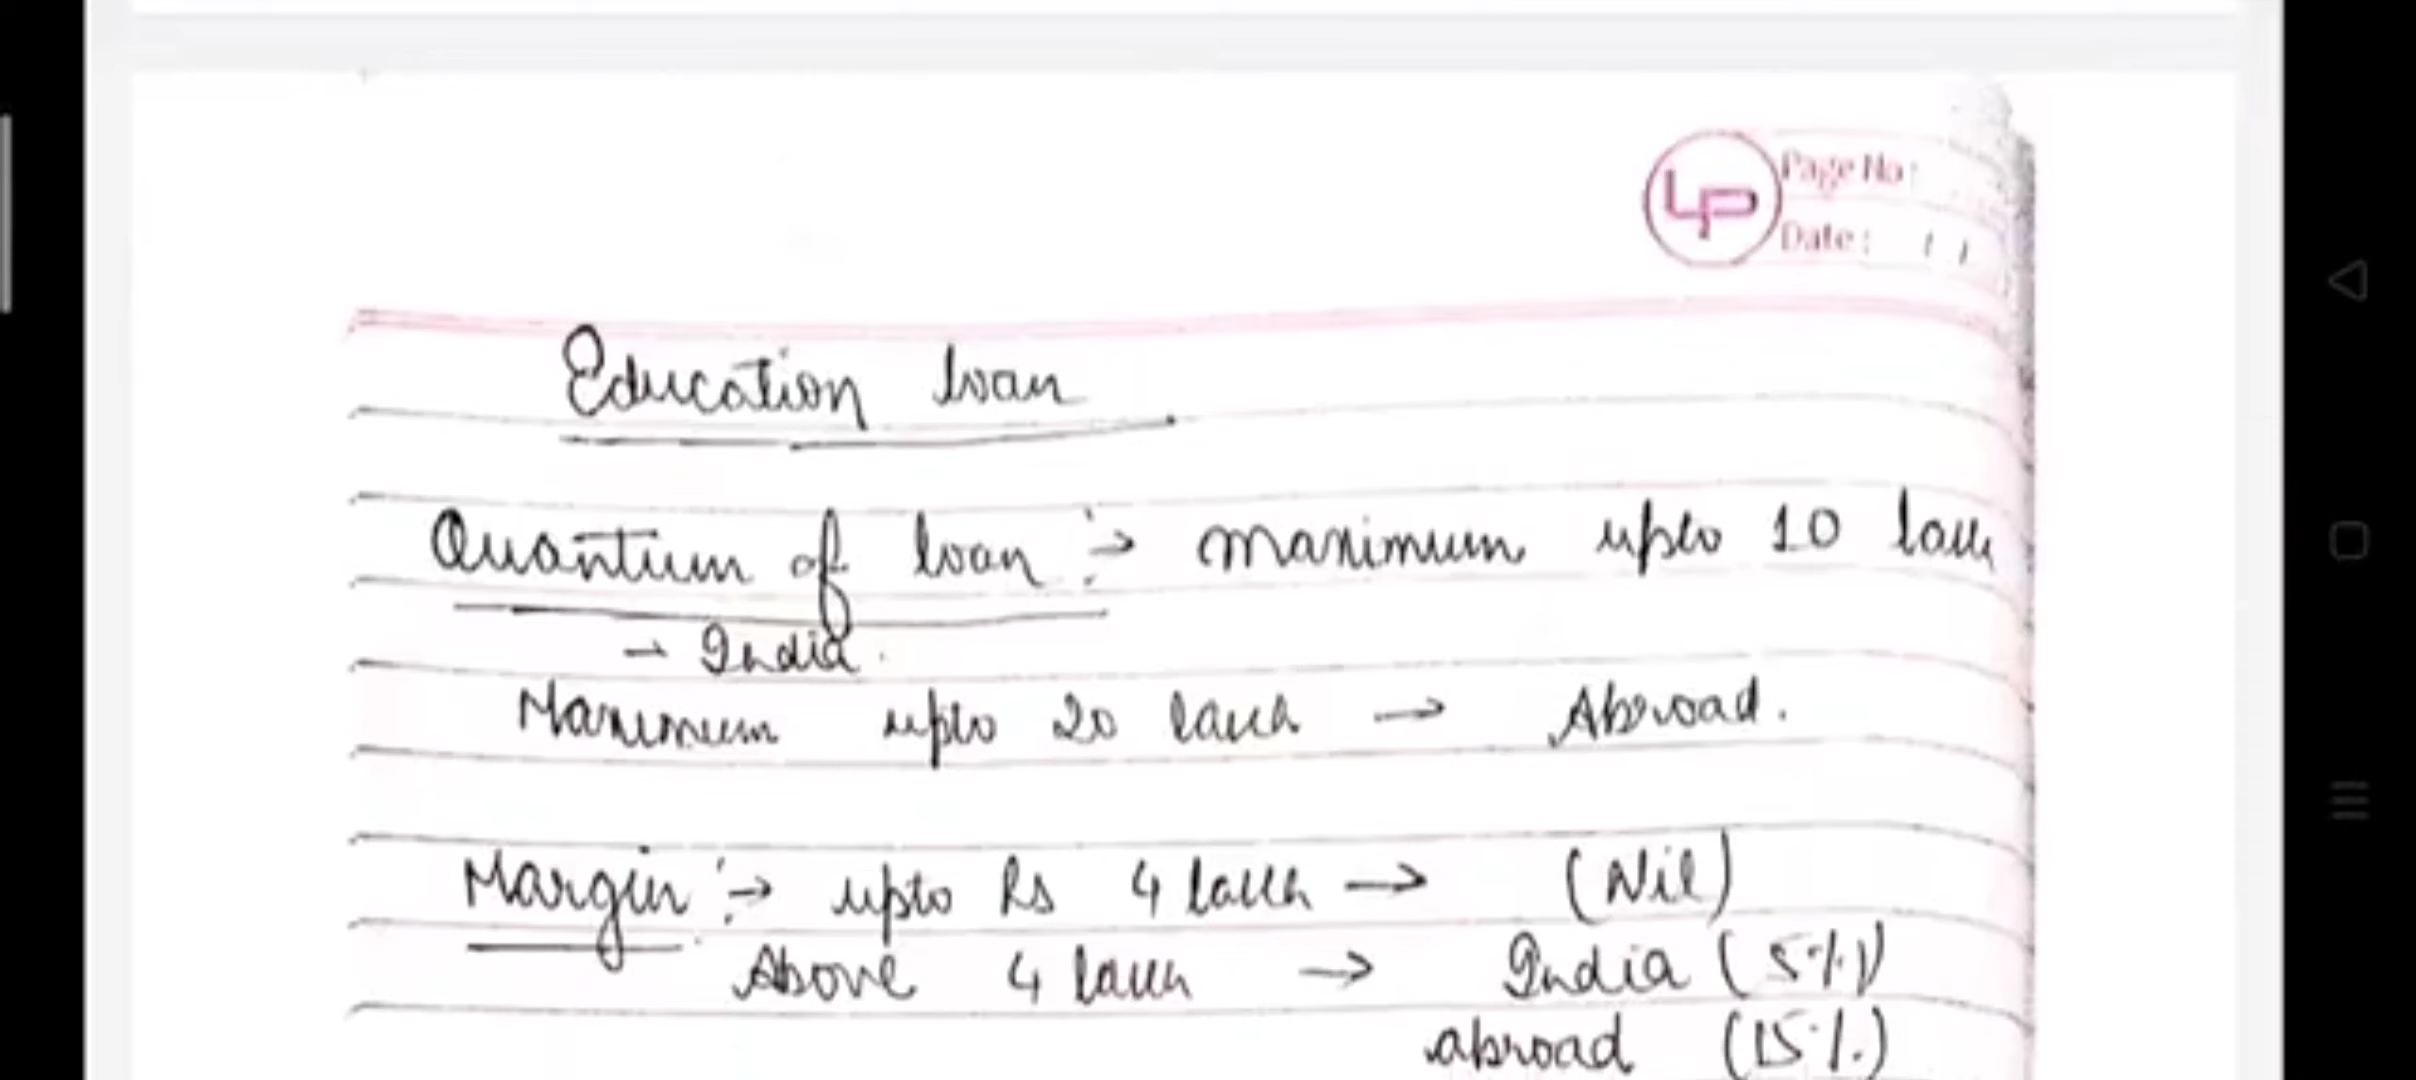 LP
Page No:
Date: / /
Education loan
Quantum of loan :→ maximum upto 10 lakh
→ India.
Maximum upto 20 lakh → Abroad.
Margin :→ upto Rs 4 lakh → (Nil)
Above 4 lakh → India (5%)
abroad (15%.)